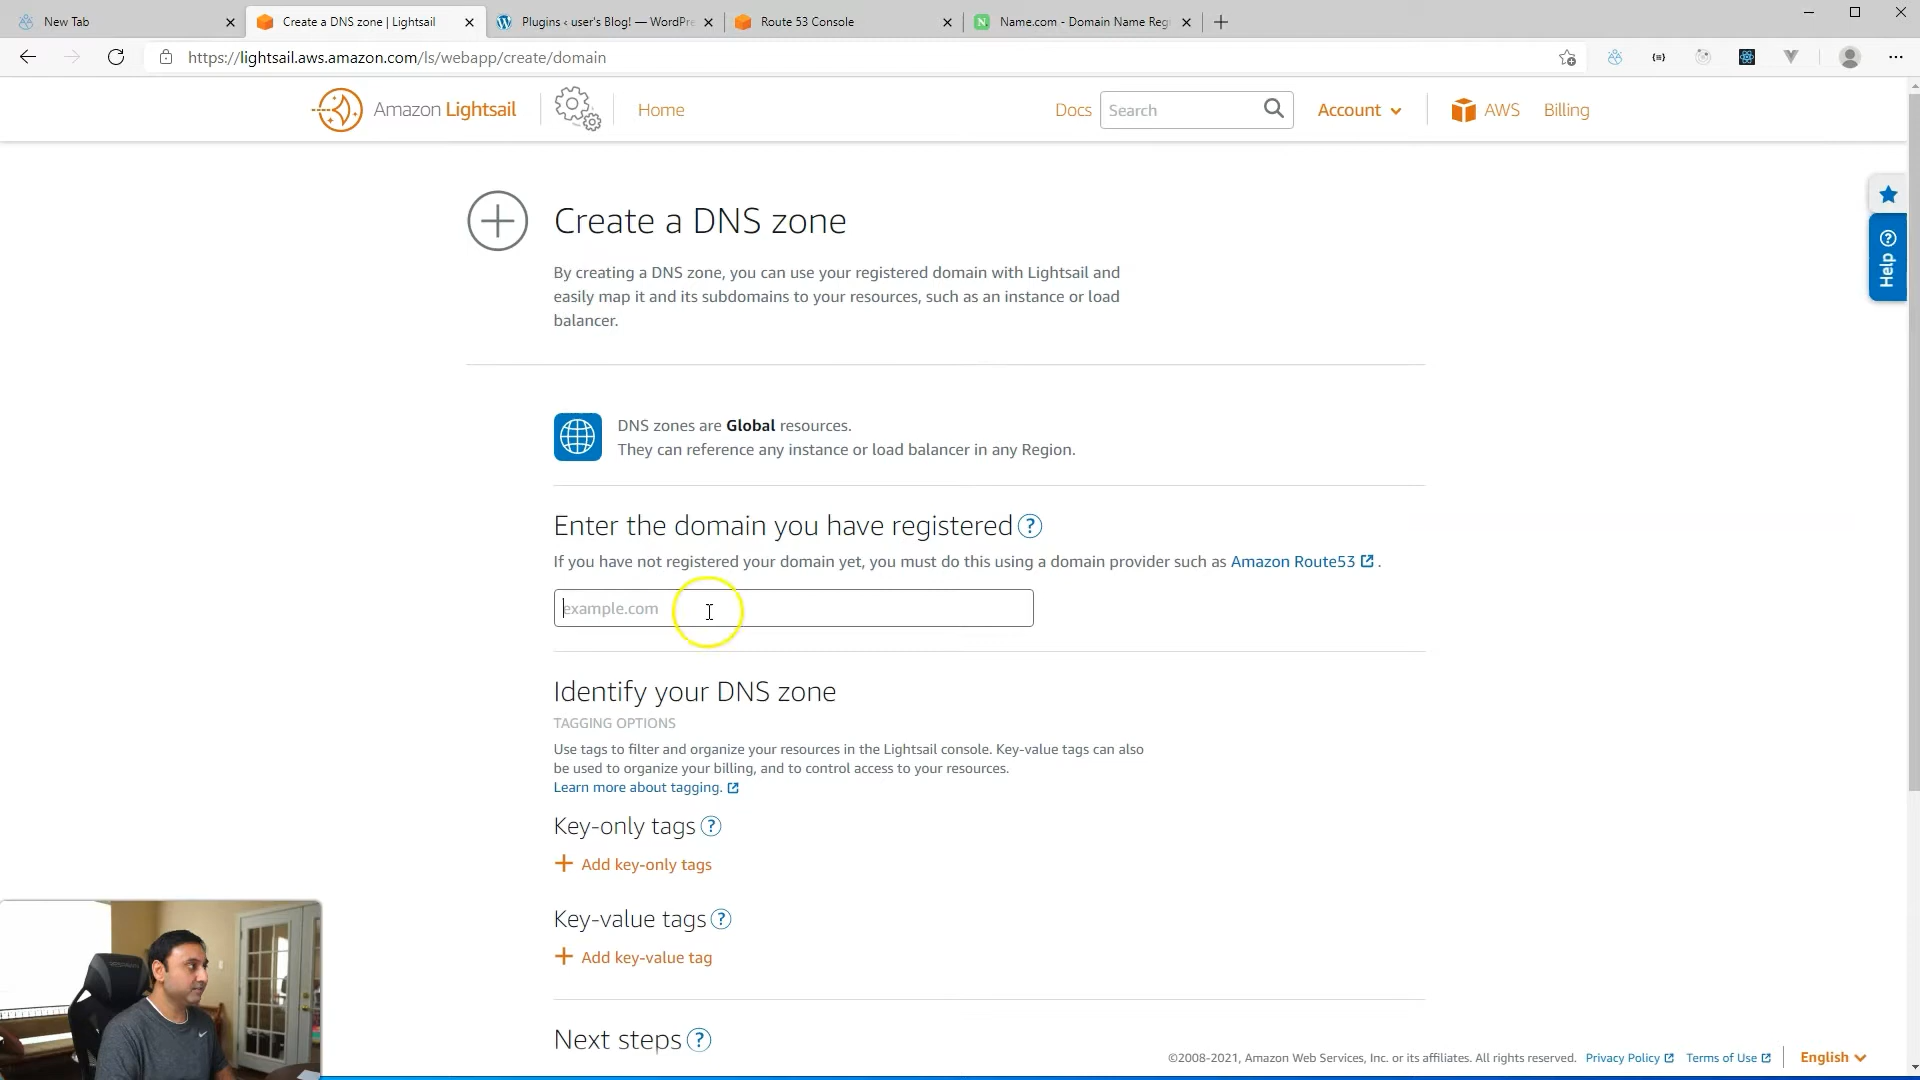 New Tab
Create a DNS zone | Lightsail
Plugins ‹ user's Blog! — WordPre
Route 53 Console
Name.com - Domain Name Reg
https://lightsail.aws.amazon.com/ls/webapp/create/domain
Amazon Lightsail
Home
Docs
Search
Account
AWS
Billing
Create a DNS zone
By creating a DNS zone, you can use your registered domain with Lightsail and
easily map it and its subdomains to your resources, such as an instance or load
balancer.
Help
DNS zones are Global resources.
They can reference any instance or load balancer in any Region.
Enter the domain you have registered
If you have not registered your domain yet, you must do this using a domain provider such as Amazon Route53 .
example.com
Identify your DNS zone
TAGGING OPTIONS
Use tags to filter and organize your resources in the Lightsail console. Key-value tags can also
be used to organize your billing, and to control access to your resources.
Learn more about tagging.
Key-only tags
+ Add key-only tags
Key-value tags
+ Add key-value tag
Next steps
©2008-2021, Amazon Web Services, Inc. or its affiliates. All rights reserved.
Privacy Policy
Terms of Use
English